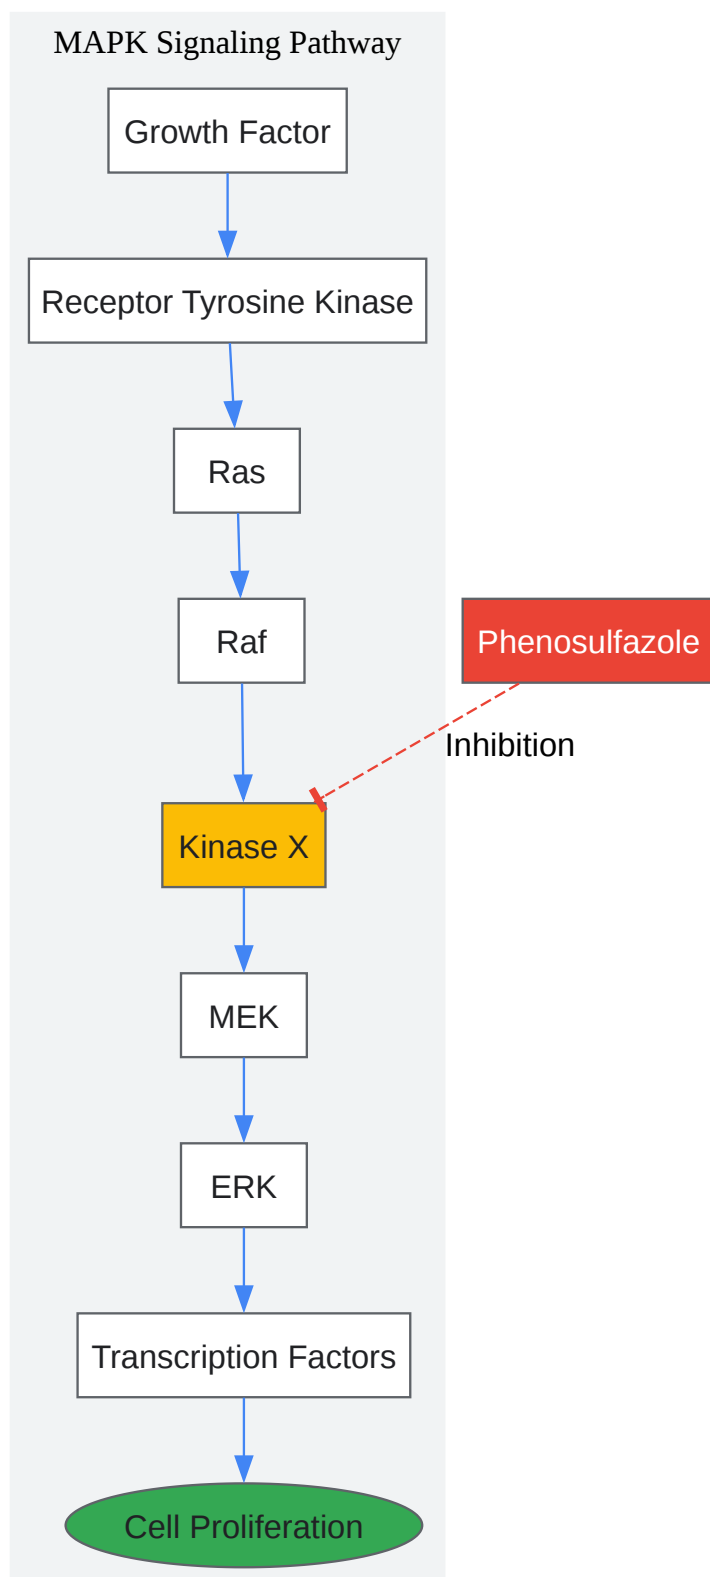 MAPK Signaling Pathway
Growth Factor
Receptor Tyrosine Kinase
Ras
Raf
Phenosulfazole
Inhibition
Kinase X
MEK
ERK
Transcription Factors
Cell Proliferation